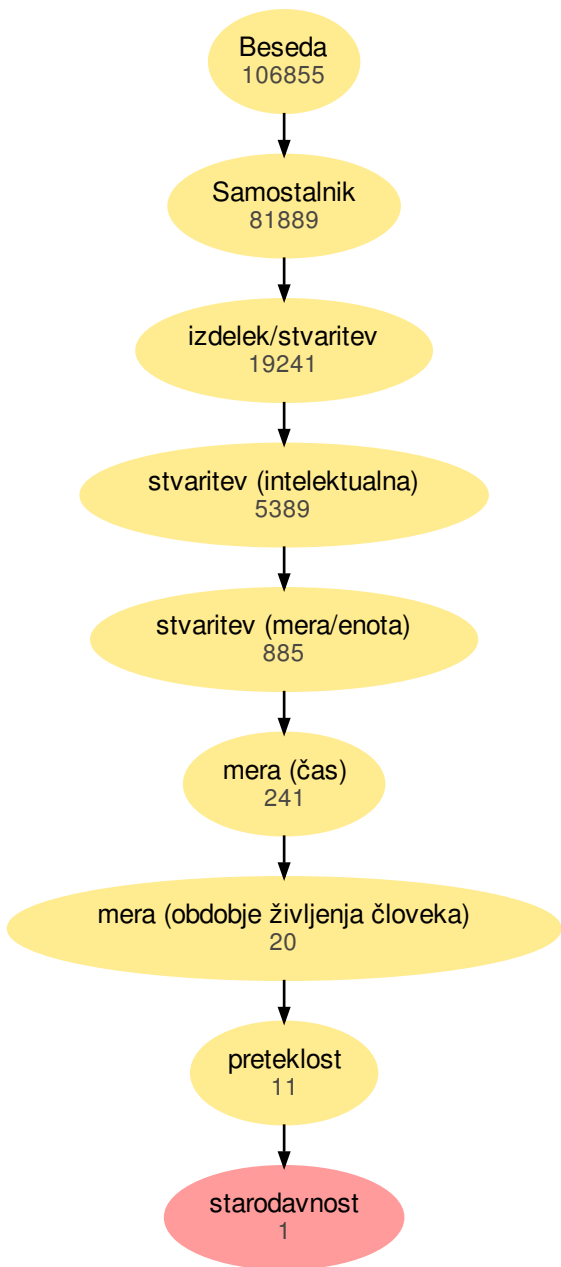 Beseda
106855
Samostalnik
81889
izdelek/stvaritev
19241
stvaritev (intelektualna)
5389
stvaritev (mera/enota)
885
mera (čas)
241
mera (obdobje življenja človeka)
20
preteklost
11
starodavnost
1